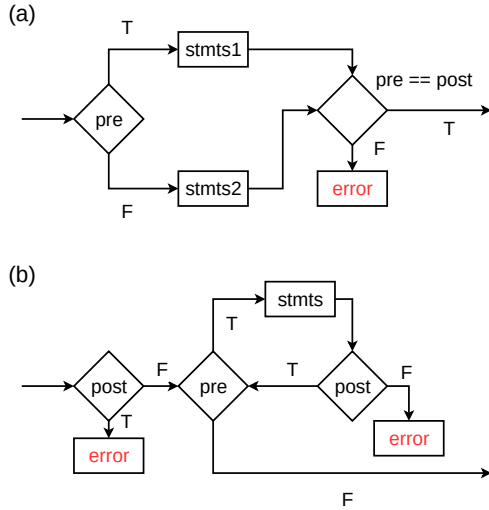 (a)
T
stmts1
pre == post
pre
T
F
stmts2
F
error
(b)
stmts
T
post
F
pre
T
post
F
T
error
error
F